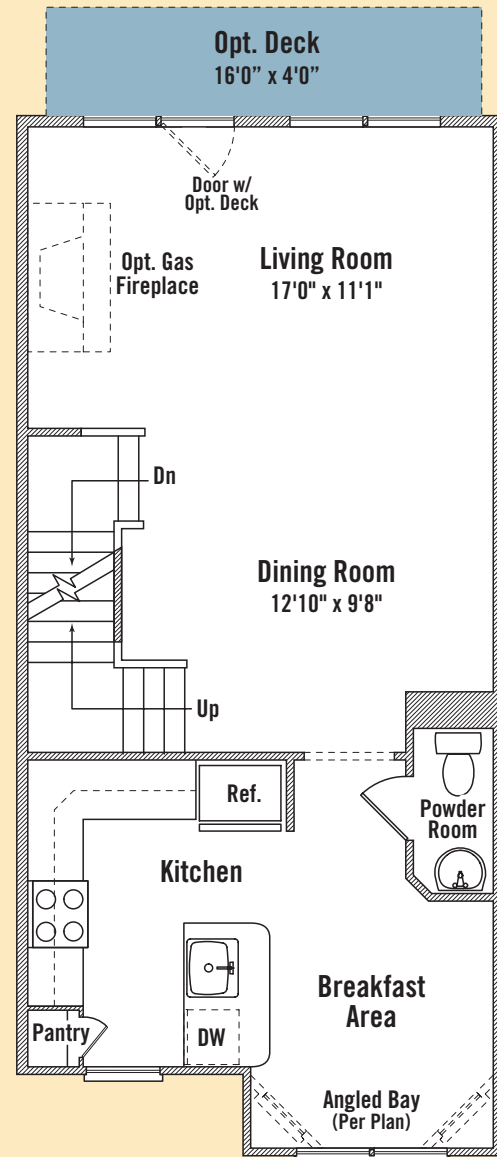 Opt. Deck
16'0” x 4'0”
Door w/
Opt. Deck
Opt. Gas
Fireplace
Living Room
17'0" x 11'1"
Dn
Dining Room
12'10" x 9'8"
Up
Ref.
Powder
Room
Kitchen
Breakfast
Area
Pantry
DW
Angled Bay
(Per Plan)